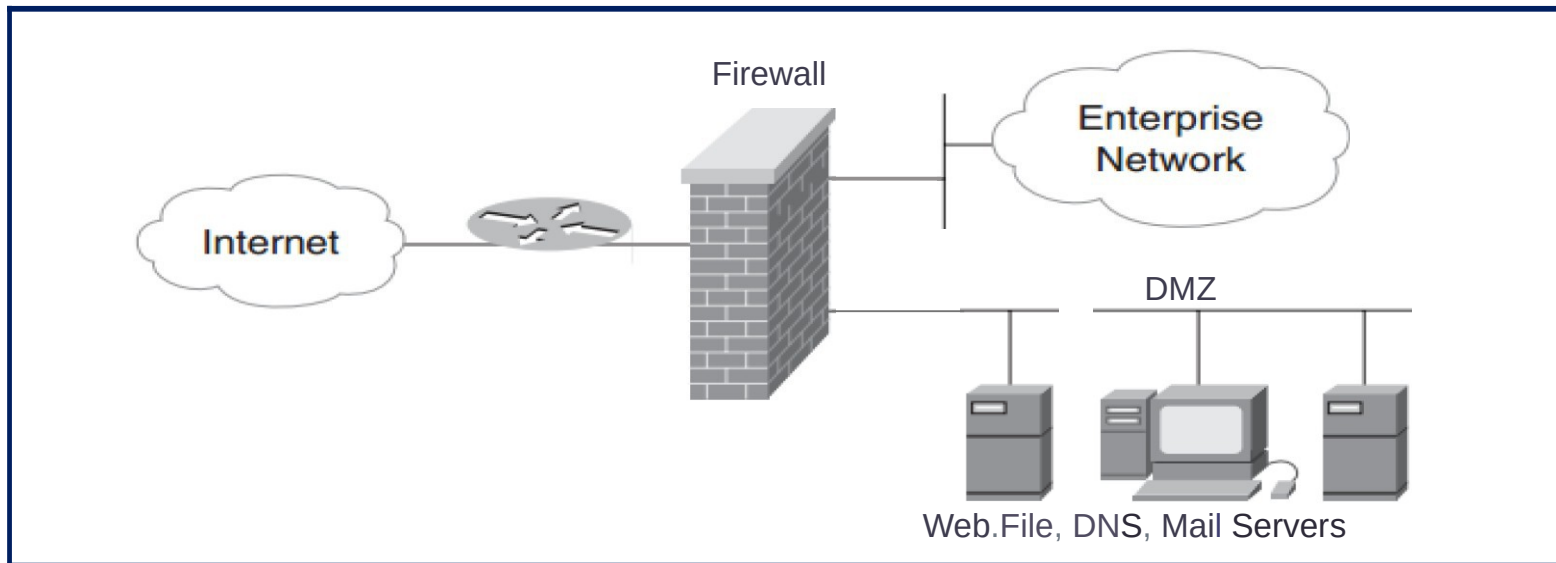 Firewall
Enterprise
Network
Internet
DMZ
Web.File, DNS, Mail Servers